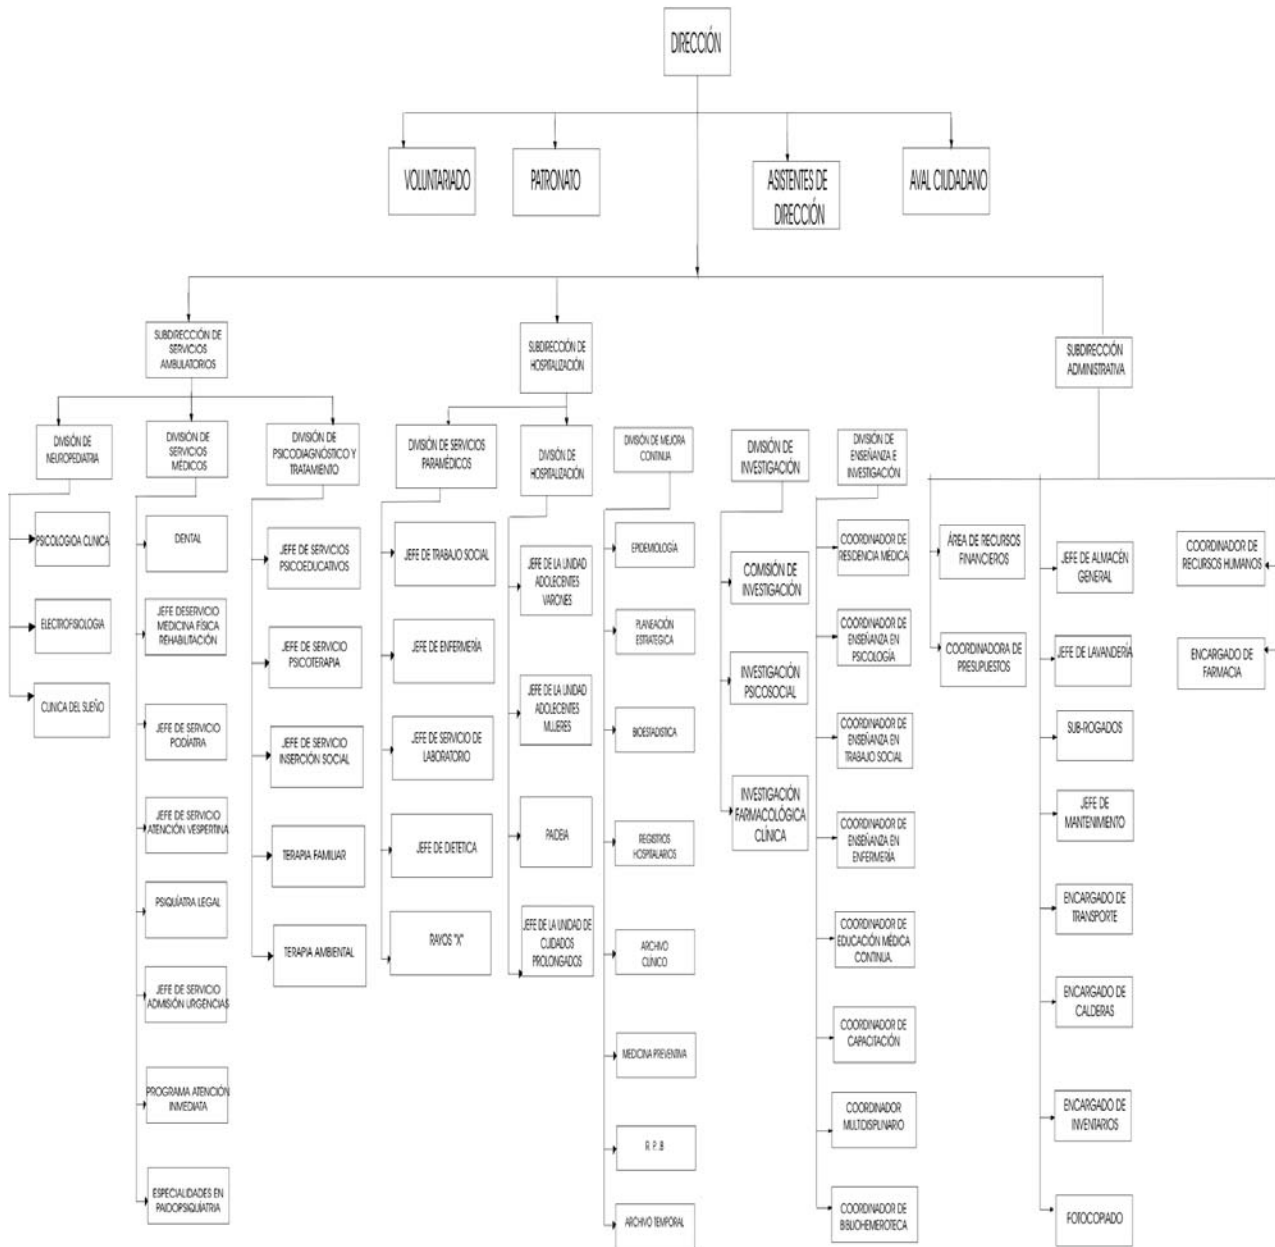 DIRECCIÓN
VOLUNTARIADO
PATRONATO
ASISTENTES DE
DIRECCIÓN
AVAL CIUDADANO
SUBDIRECCIÓN DE
SERVICIOS
AMBULATORIOS
SUBDIRECCIÓN DE
HOSPITALIZACIÓN
SUBDIRECCIÓN
ADMINISTRATIVA
DIVISIÓN DE
NEUROPEDIATRIA
DIVISIÓN DE
SERVICIOS
MÉDICOS
DIVISIÓN DE
PSICODIAGNÓSTICO Y
TRATAMIENTO
DIVISIÓN DE SERVICIOS
PARAMÉDICOS
DIVISIÓN DE
HOSPITALIZACIÓN
DIVISIÓN DE MEJORA
CONTINUA
DIVISIÓN DE
INVESTIGACIÓN
DIVISIÓN DE
ENSEÑANZA E
INVESTIGACIÓN
PSICOLOGIOA CLINICA
ELECTROFISIOLOGIA
CLINICA DEL SUEÑO
DENTAL
JEFE DESERVICIO
MEDICINA FÍSICA
REHABILITACIÓN
JEFE DE SERVICIO
PODÍATRA
JEFE DE SERVICIO
ATENCIÓN VESPERTINA
PSIQUÍATRA LEGAL
JEFE DE SERVICIO
ADMISIÓN URGENCIAS
PROGRAMA ATENCIÓN
INMEDIATA
ESPECIALIDADES EN
PAIDOPSIQUÍATRIA
JEFE DE SERVICIOS
PSICOEDUCATIVOS
JEFE DE SERVICIO
PSICOTERAPIA
JEFE DE SERVICIO
INSERCIÓN SOCIAL
TERAPIA FAMILIAR
TERAPIA AMBIENTAL
JEFE DE TRABAJO SOCIAL
JEFE DE ENFERMERÍA
JEFE DE SERVICIO DE
LABORATORIO
JEFE DE DIETETICA
RAYOS "X"
JEFE DE LA UNIDAD
ADOLECENTES
VARONES
JEFE DE LA UNIDAD
ADOLECENTES
MUJERES
PAIDEIA
JEFE DE LA UNIDAD DE
CUIDADOS
PROLONGADOS
EPIDEMIOLOGÍA
PLANEACIÓN
ESTRATEGICA
BIOESTADISTICA
REGISTROS
HOSPITALARIOS
ARCHIVO
CLÍNICO
MEDICINA PREVENTIVA
R. P. .B
ARCHIVO TEMPORAL
COMISIÓN DE
INVESTIGACIÓN
INVESTIGACIÓN
PSICOSOCIAL
INVESTIGACIÓN
FARMACOLÓGICA
CLÍNICA
COORDINADOR DE
RESIDENCIA MÉDICA
COORDINADOR DE
ENSEÑANZA EN
PSICOLOGÍA
COORDINADOR DE
ENSEÑANZA EN
TRABAJO SOCIAL
COORDINADOR DE
ENSEÑANZA EN
ENFERMERÍA
COORDINADOR DE
EDUCACIÓN MÉDICA
CONTINUA.
COORDINADOR DE
CAPACITACIÓN
COORDINADOR
MULTIDISPLINARIO
COORDINADOR DE
BIBLIOHEMEROTECA
ÁREA DE RECURSOS
FINANCIEROS
COORDINADORA DE
PRESUPUESTOS
JEFE DE ALMACÉN
GENERAL
JEFE DE LAVANDERÍA
SUB-ROGADOS
JEFE DE
MANTENIMIENTO
ENCARGADO DE
TRANSPORTE
ENCARGADO DE
CALDERAS
ENCARGADO DE
INVENTARIOS
FOTOCOPIADO
COORDINADOR DE
RECURSOS HUMANOS
ENCARGADO DE
FARMACIA